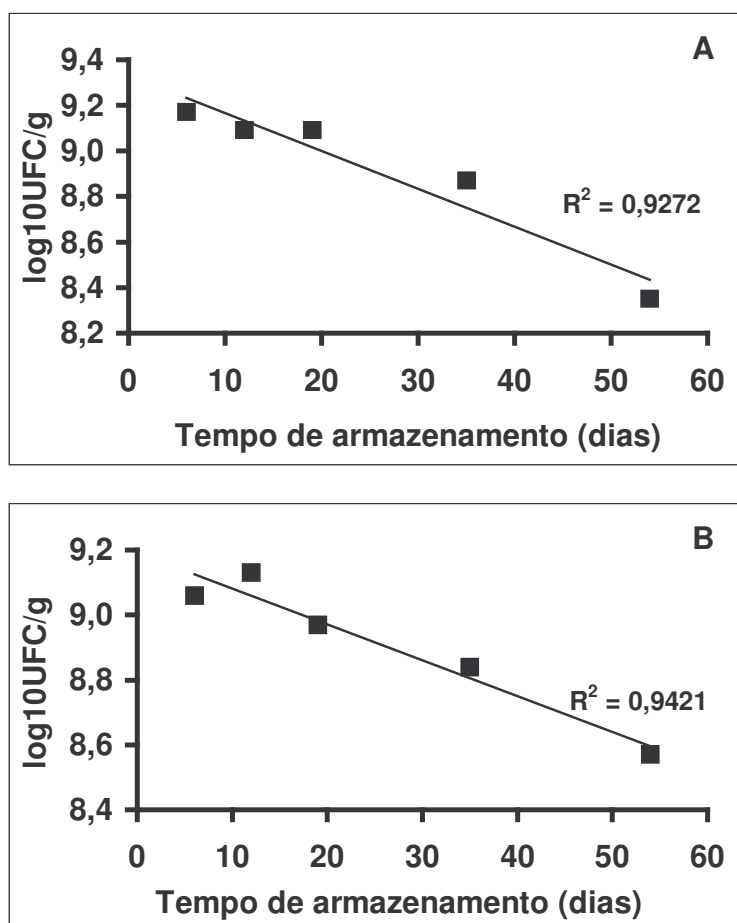 A
9,4
9,2
9,0
8,8
8,6
8,4
8,2
log10UFC/g
R² = 0,9272
0 10 20 30 40 50 60
Tempo de armazenamento (dias)
B
9,2
9,0
8,8
8,6
8,4
log10UFC/g
R² = 0,9421
0 10 20 30 40 50 60
Tempo de armazenamento (dias)